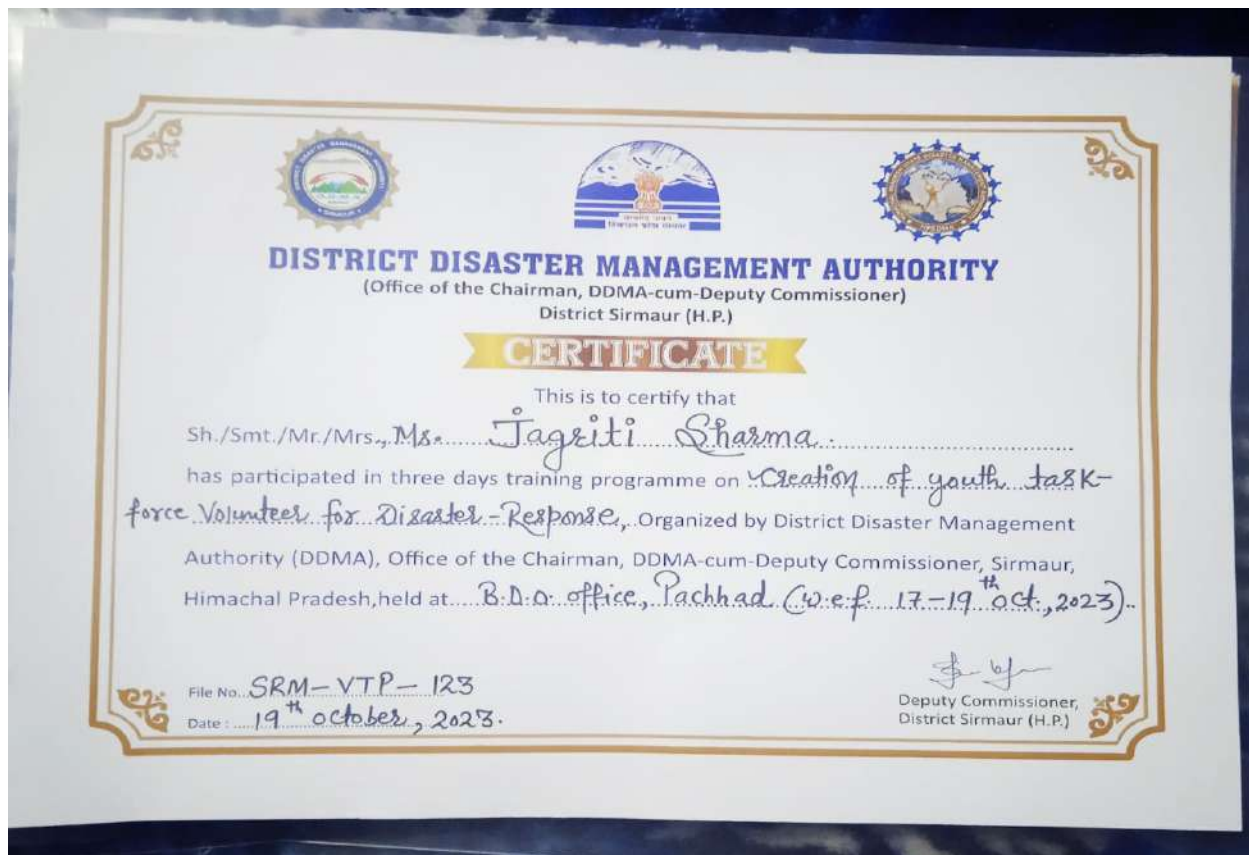 DISTRICT DISASTER MANAGEMENT AUTHORITY
(Office of the Chairman, DDMA-cum-Deputy Commissioner)
District Sirmaur (H.P.)
CERTIFICATE
This is to certify that
Sh./Smt./Mr./Mrs., Ms. Jagriti Sharma
has participated in three days training programme on "Creation of youth task-
force Volunteer for Disaster-Response, Organized by District Disaster Management
Authority (DDMA), Office of the Chairman, DDMA-cum-Deputy Commissioner, Sirmaur,
Himachal Pradesh,held at B.D.O. office, Pachhad (w.e.f. 17-19th oct., 2023)
File No. SRM-VTP-123
Date : 19th october, 2023.
Deputy Commissioner,
District Sirmaur (H.P.)